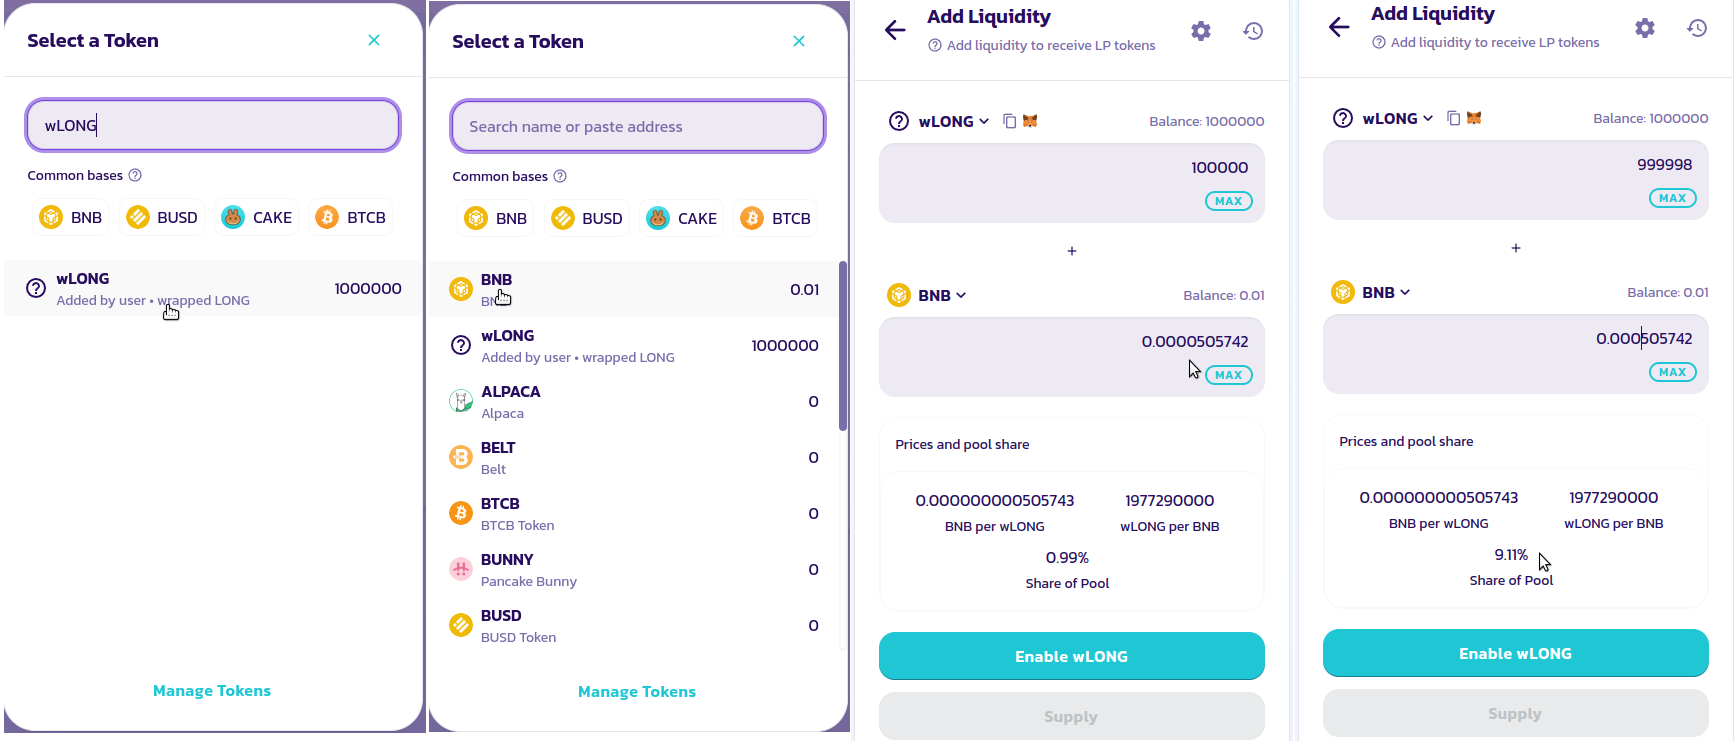 Select a Token
wLONG
Common bases
BNB BUSD CAKE BTCB
wLONG 1000000
Added by user • wrapped LONG
Manage Tokens
Select a Token
Search name or paste address
Common bases
BNB BUSD CAKE BTCB
BNB 0.01
wLONG 1000000
Added by user • wrapped LONG
ALPACA 0
Alpaca
BELT 0
Belt
BTCB 0
BTCB Token
BUNNY 0
Pancake Bunny
BUSD 0
BUSD Token
Manage Tokens
Add Liquidity
Add liquidity to receive LP tokens
wLONG Balance: 1000000
100000
MAX
+
BNB Balance: 0.01
0.0000505742
MAX
Prices and pool share
0.000000000505743 1977290000
BNB per wLONG wLONG per BNB
0.99%
Share of Pool
Enable wLONG
Supply
Add Liquidity
Add liquidity to receive LP tokens
wLONG Balance: 1000000
999998
MAX
+
BNB Balance: 0.01
0.000505742
MAX
Prices and pool share
0.000000000505743 1977290000
BNB per wLONG wLONG per BNB
9.11%
Share of Pool
Enable wLONG
Supply